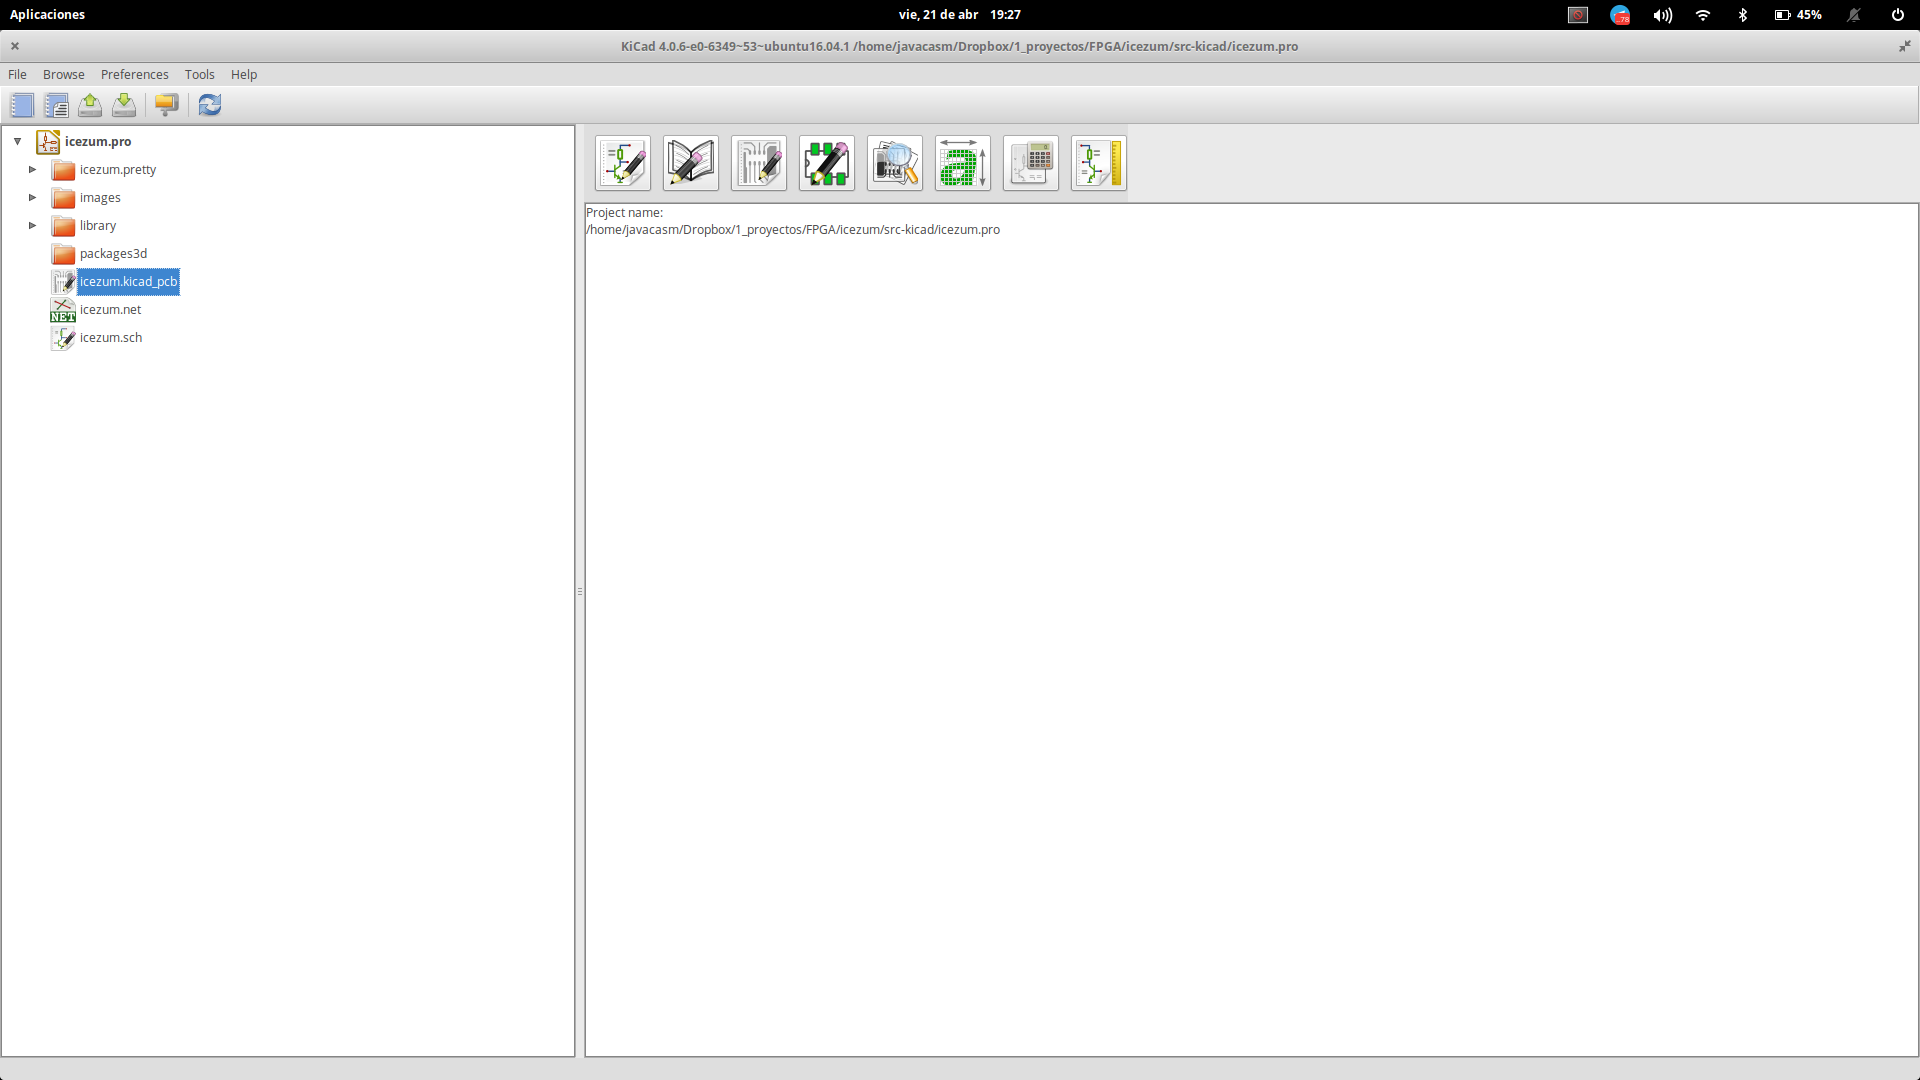 Aplicaciones
vie, 21 de abr 19:27
78
45%
KiCad 4.0.6-e0-6349~53~ubuntu16.04.1 /home/javacasm/Dropbox/1_proyectos/FPGA/icezum/src-kicad/icezum.pro
File Browse Preferences Tools Help
icezum.pro
icezum.pretty
images
library
packages3d
icezum.kicad_pcb
NET icezum.net
icezum.sch
a
Project name:
/home/javacasm/Dropbox/1_proyectos/FPGA/icezum/src-kicad/icezum.pro